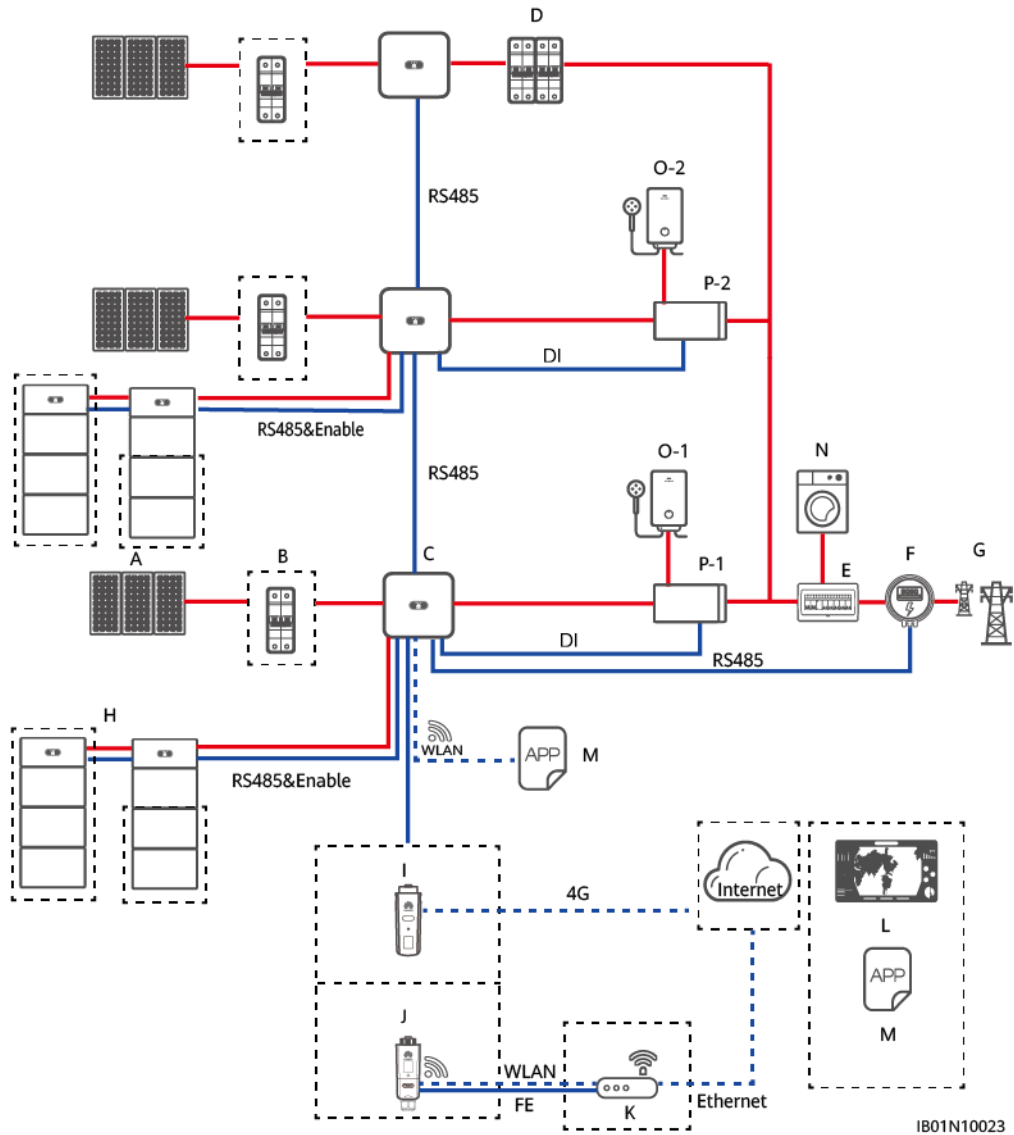 D
O-2
RS485
P-2
DI
RS485&Enable
O-1
N
RS485
A
B
C
P-1
E
F
G
DI
RS485
H
WLAN
APP
M
RS485&Enable
I
4G
Internet
L
APP
M
J
WLAN
FE
K
Ethernet
IB01N10023